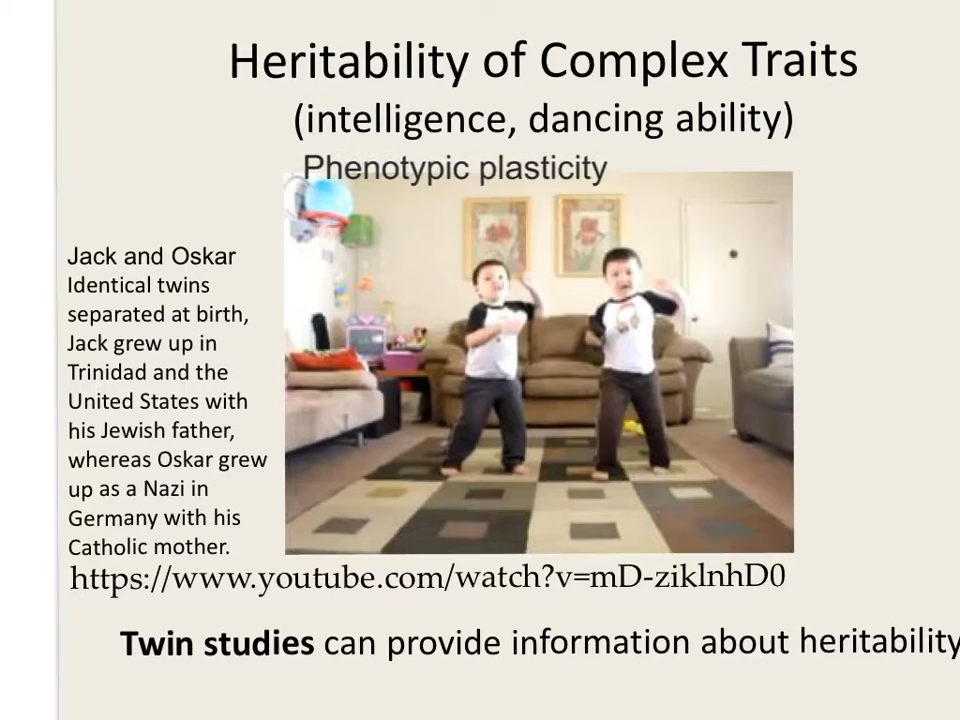 Heritability of Complex Traits
(intelligence, dancing ability)
Phenotypic plasticity
Jack and Oskar
Identical twins
separated at birth,
Jack grew up in
Trinidad and the
United States with
his Jewish father,
whereas Oskar grew
up as a Nazi in
Germany with his
Catholic mother.
https://www.youtube.com/watch?v=mD-ziklnhD0
Twin studies can provide information about heritability